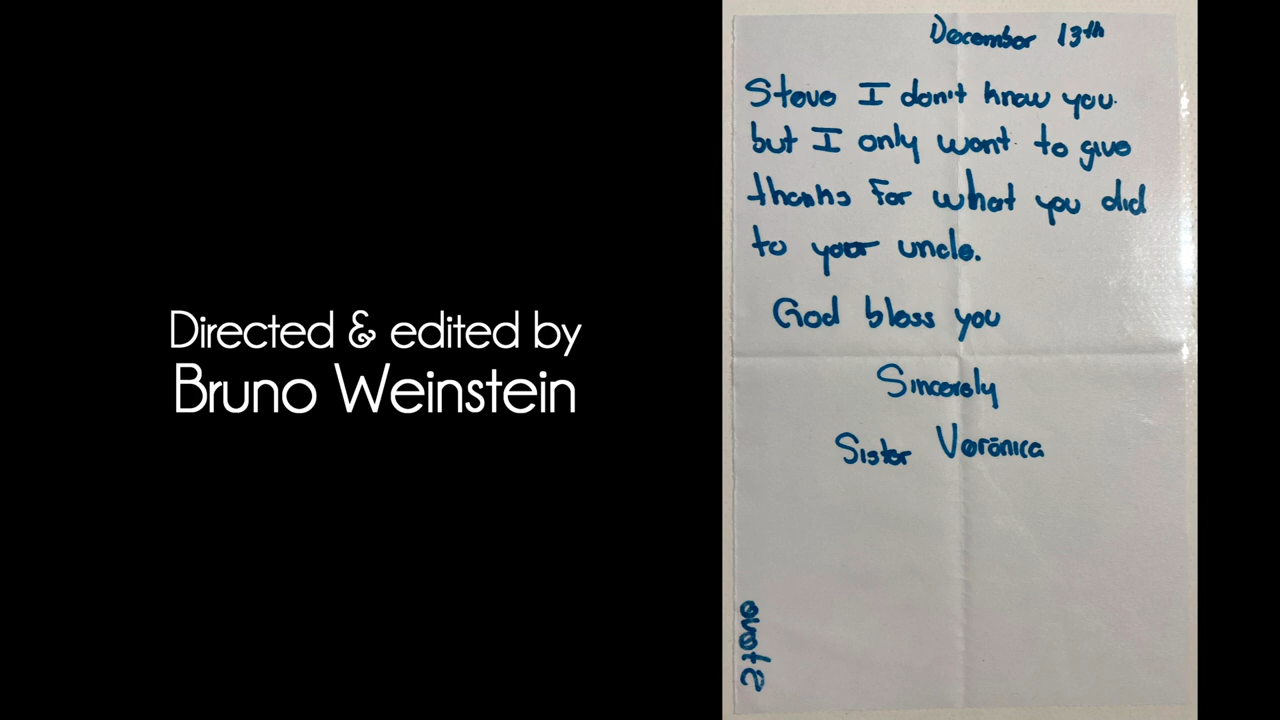 Directed & edited by
Bruno Weinstein
December 13th
Steve I don't know you
but I only want to give
thanks for what you did
to your uncle.
God bless you
Sincerely
Sister Verónica
Steve